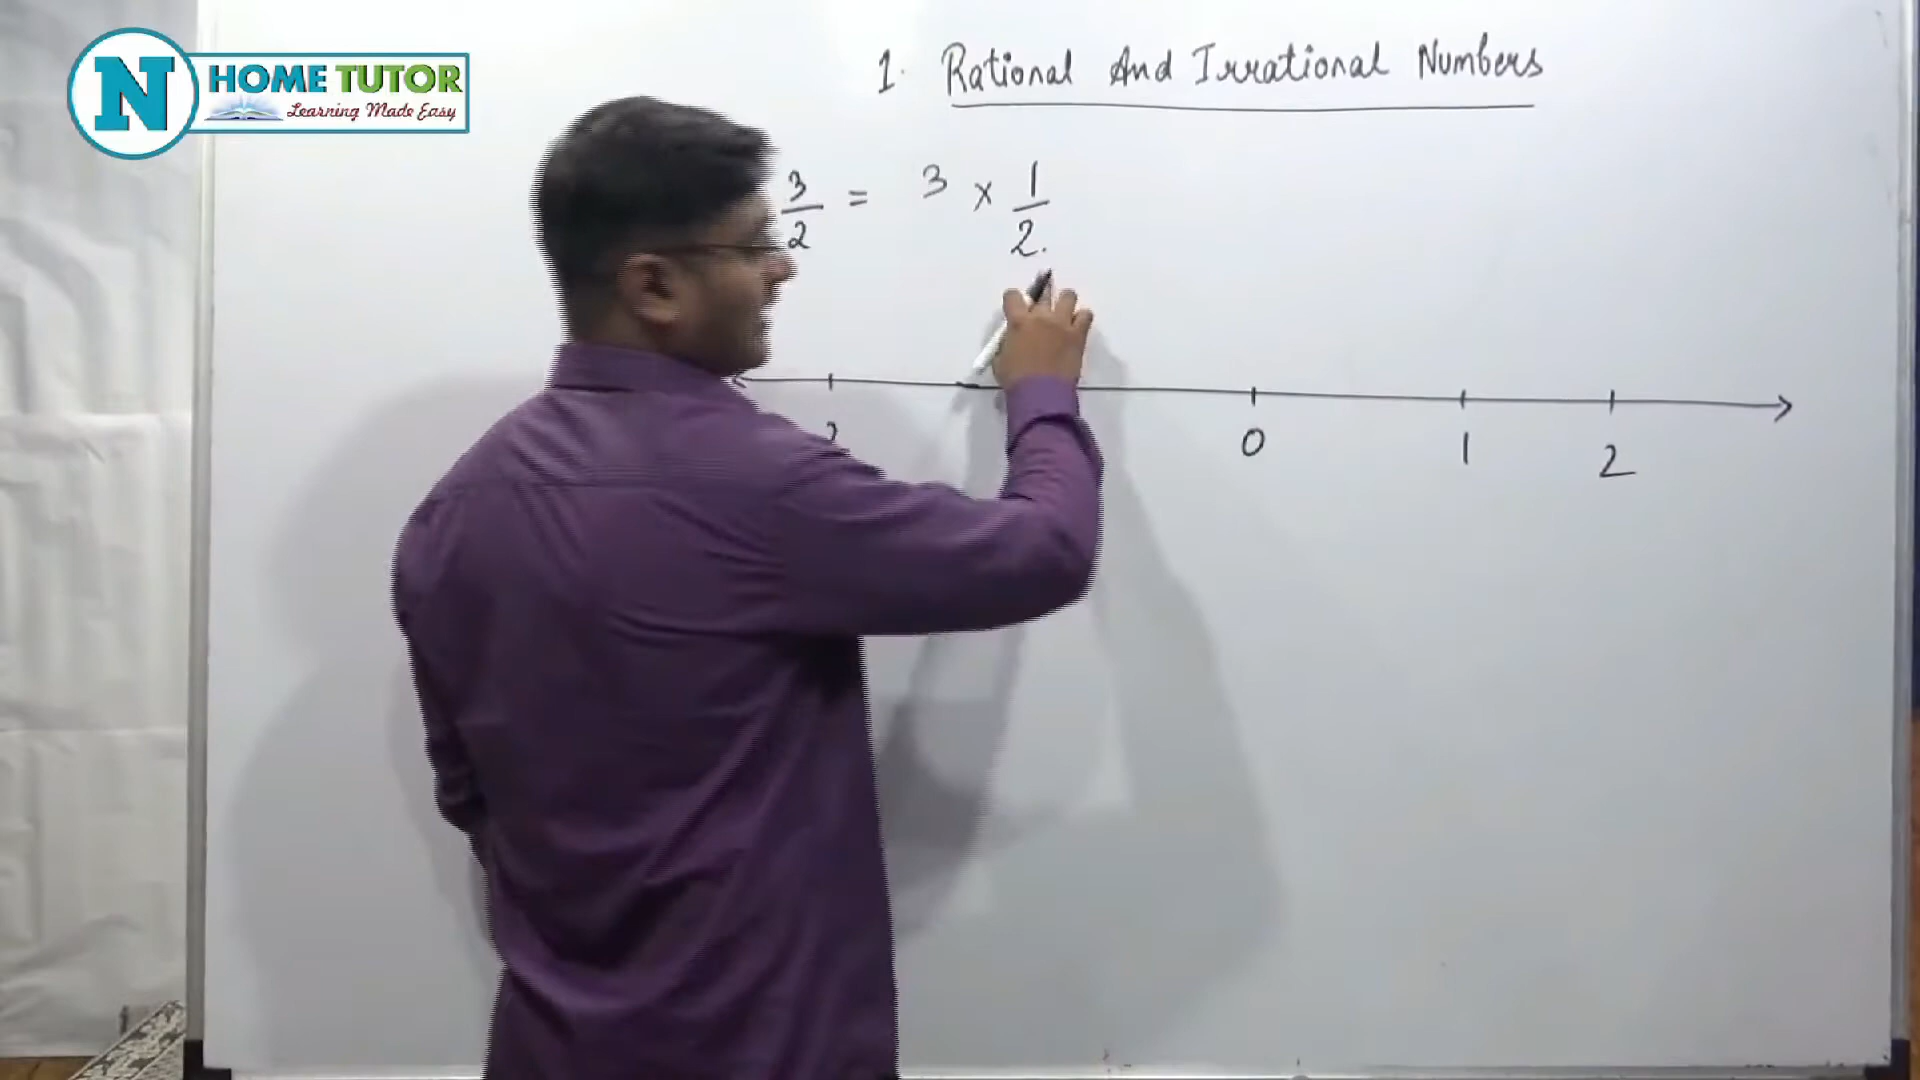 N HOME TUTOR
Learning Made Easy
1. Rational And Irrational Numbers
3/2 = 3 × 1/2.
0 1 2